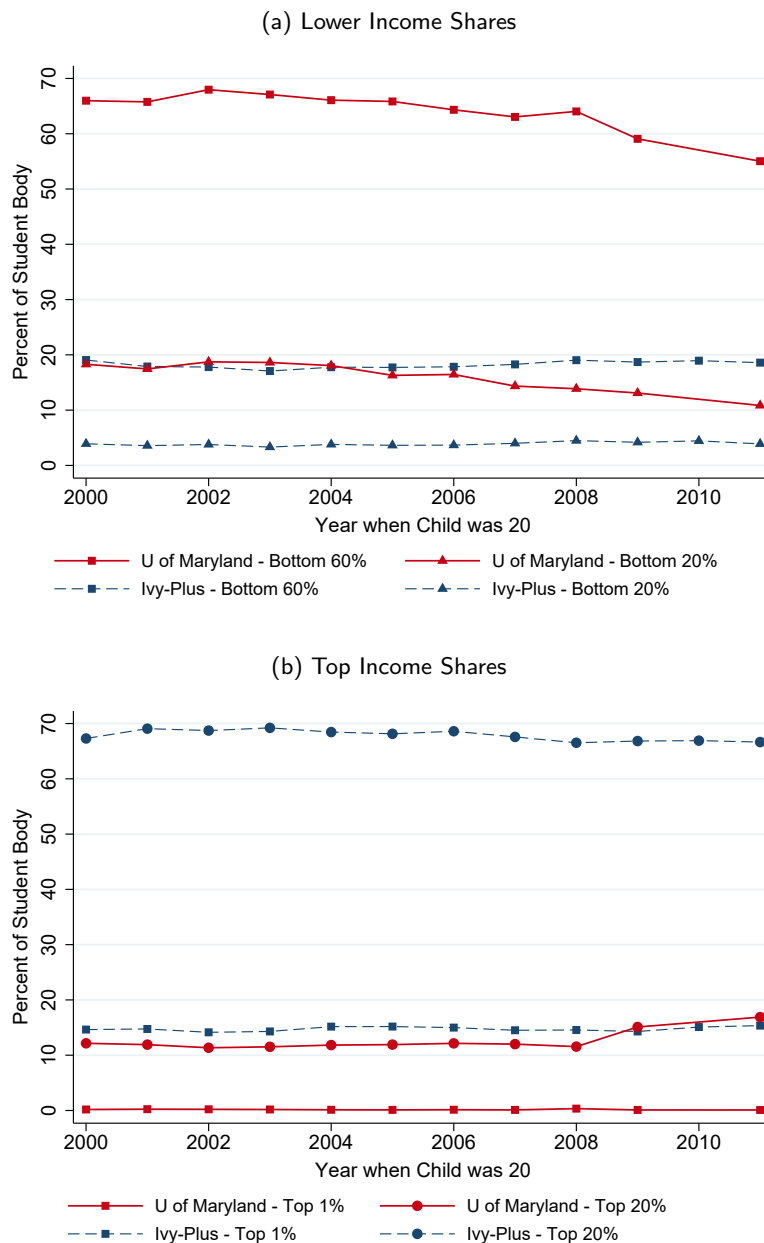 (a) Lower Income Shares
Percent of Student Body
70
60
50
40
30
20
10
0
2000 2002 2004 2006 2008 2010
Year when Child was 20
U of Maryland - Bottom 60% U of Maryland - Bottom 20%
Ivy-Plus - Bottom 60% Ivy-Plus - Bottom 20%
(b) Top Income Shares
Percent of Student Body
70
60
50
40
30
20
10
0
2000 2002 2004 2006 2008 2010
Year when Child was 20
U of Maryland - Top 1% U of Maryland - Top 20%
Ivy-Plus - Top 1% Ivy-Plus - Top 20%